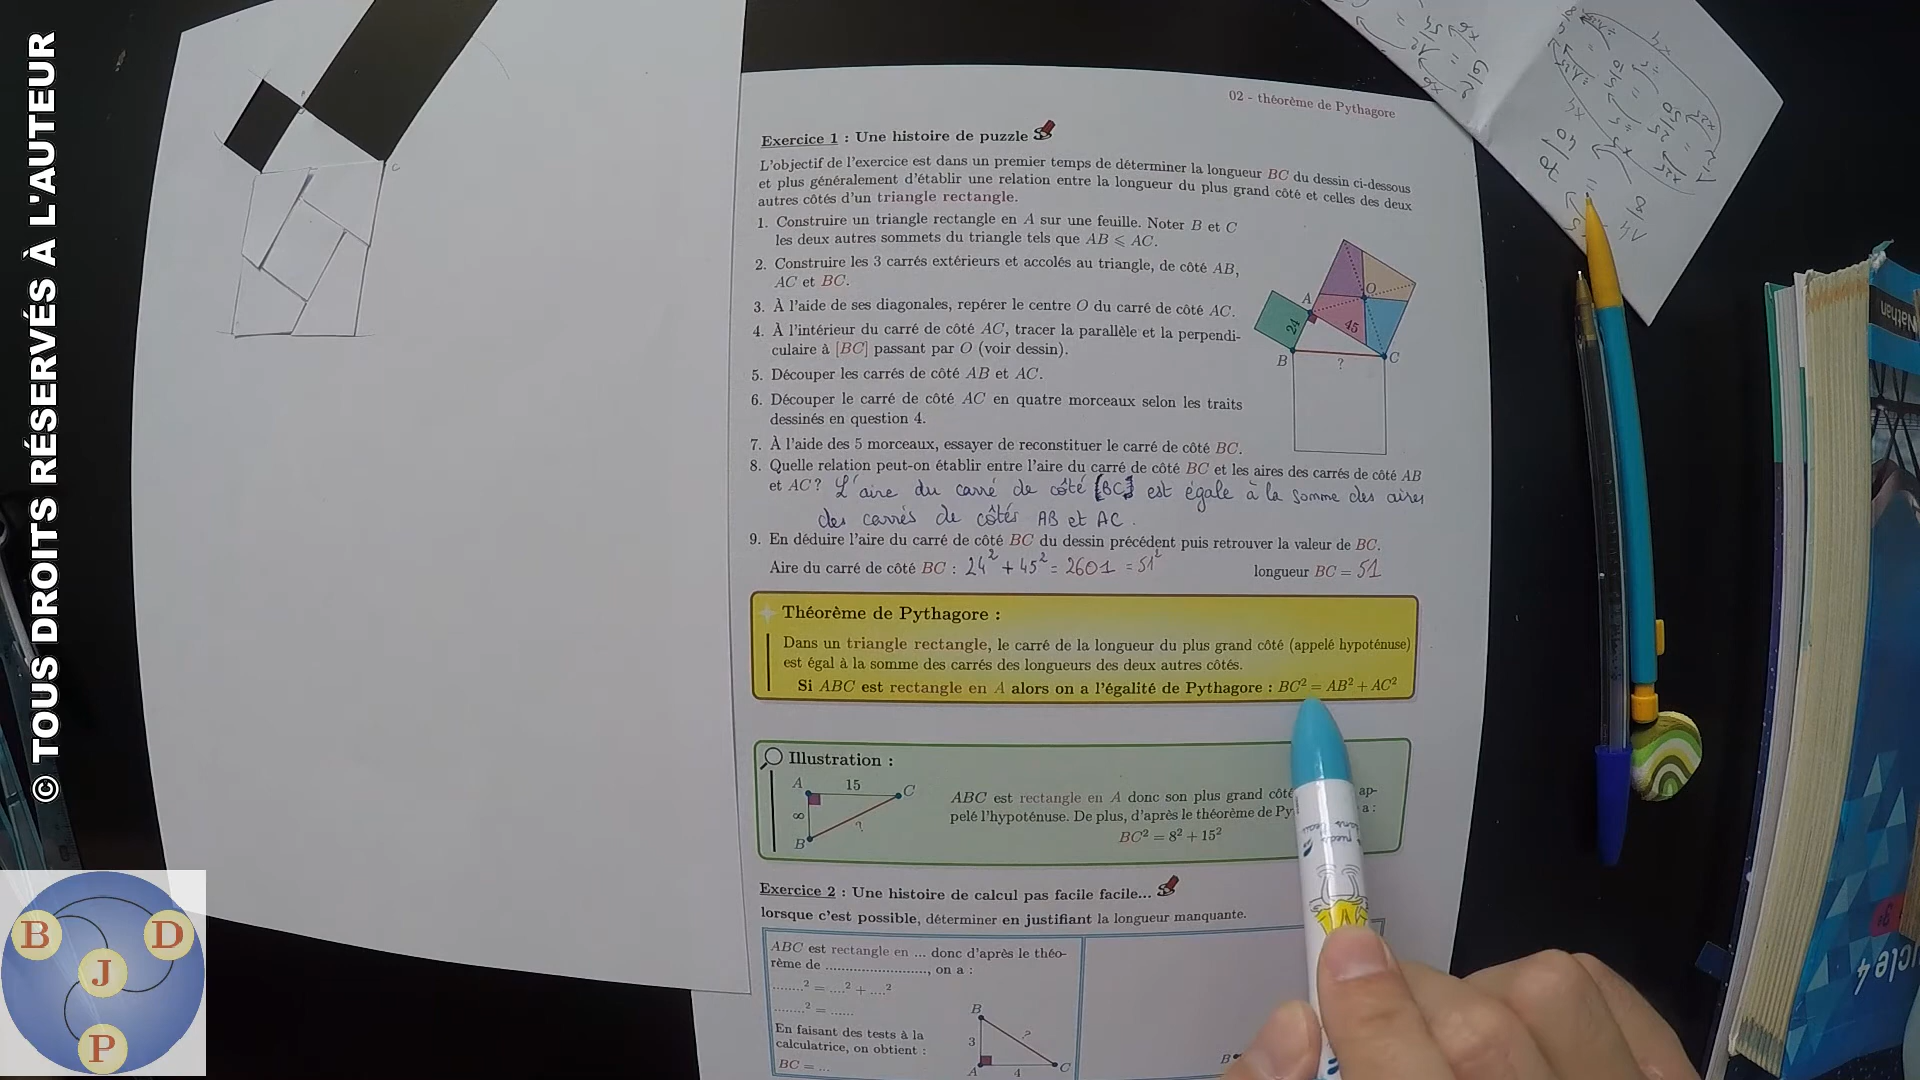 © TOUS DROITS RÉSERVÉS À L'AUTEUR
02 - théorème de Pythagore
Exercice 1 : Une histoire de puzzle
L'objectif de l'exercice est dans un premier temps de déterminer la longueur BC du dessin ci-dessous
et plus généralement d'établir une relation entre la longueur du plus grand côté et celles des deux
autres côtés d'un triangle rectangle.
1. Construire un triangle rectangle en A sur une feuille. Noter B et C
les deux autres sommets du triangle tels que AB ⩽ AC.
2. Construire les 3 carrés extérieurs et accolés au triangle, de côté AB,
AC et BC.
3. À l'aide de ses diagonales, repérer le centre O du carré de côté AC.
4. À l'intérieur du carré de côté AC, tracer la parallèle et la perpendi-
culaire à [BC] passant par O (voir dessin).
5. Découper les carrés de côté AB et AC.
6. Découper le carré de côté AC en quatre morceaux selon les traits
dessinés en question 4.
7. À l'aide des 5 morceaux, essayer de reconstituer le carré de côté BC.
A
O
24
45
B
?
C
8. Quelle relation peut-on établir entre l'aire du carré de côté BC et les aires des carrés de côté AB
et AC ? L'aire du carré de côté [BC] est égale à la somme des aires
des carrés de côtés AB et AC.
9. En déduire l'aire du carré de côté BC du dessin précédent puis retrouver la valeur de BC.
Aire du carré de côté BC : 24² + 45² = 2601 = 51² longueur BC = 51
Théorème de Pythagore :
Dans un triangle rectangle, le carré de la longueur du plus grand côté (appelé hypoténuse)
est égal à la somme des carrés des longueurs des deux autres côtés.
Si ABC est rectangle en A alors on a l'égalité de Pythagore : BC² = AB² + AC²
Illustration :
A
15
C
8
?
B
ABC est rectangle en A donc son plus grand côté ap-
pelé l'hypoténuse. De plus, d'après le théorème de Py a :
BC² = 8² + 15²
Exercice 2 : Une histoire de calcul pas facile facile...
lorsque c'est possible, déterminer en justifiant la longueur manquante.
ABC est rectangle en ... donc d'après le théo-
rème de .........................., on a :
........² = ....² + ....²
........² = ......
En faisant des tests à la
calculatrice, on obtient :
BC = ...
B
3
?
A
4
C
B
C
Nathan
cycle 4
B
D
J
P